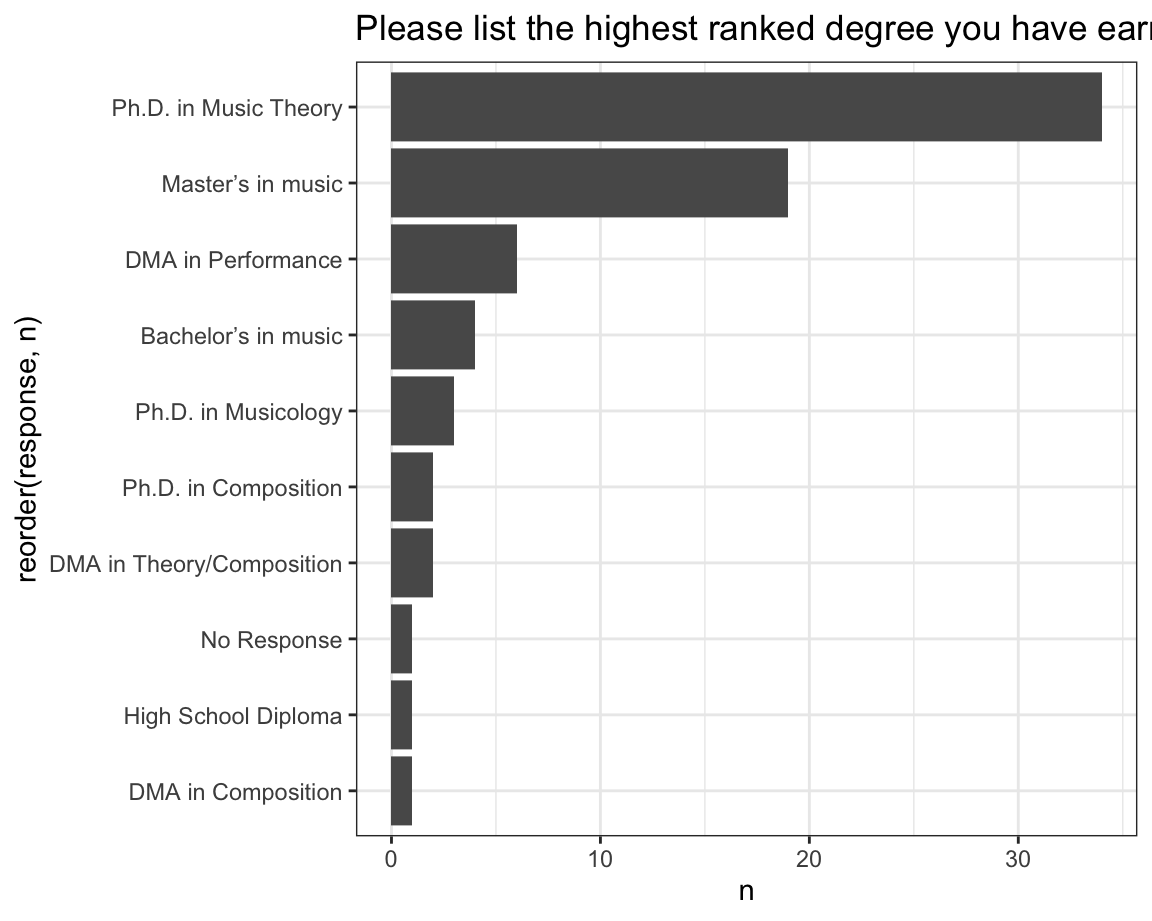 Please list the highest ranked degree you have
Ph.D. in Music Theory
Master’s in music
DMA in Performance
Bachelor’s in music
Ph.D. in Musicology
Ph.D. in Composition
DMA in Theory/Composition
No Response
High School Diploma
DMA in Composition
reorder(response, n)
0 10 20 30
n